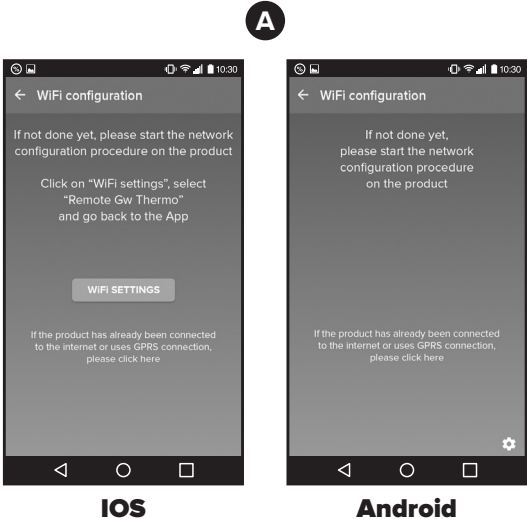 A
10:30
WiFi configuration
If not done yet, please start the network
configuration procedure on the product
Click on “WiFi settings”, select
“Remote Gw Thermo”
and go back to the App
WiFi SETTINGS
If the product has already been connected
to the internet or uses GPRS connection,
please click here
IOS
10:30
WiFi configuration
If not done yet,
please start the network
configuration procedure
on the product
If the product has already been connected
to the internet or uses GPRS connection,
please click here
Android